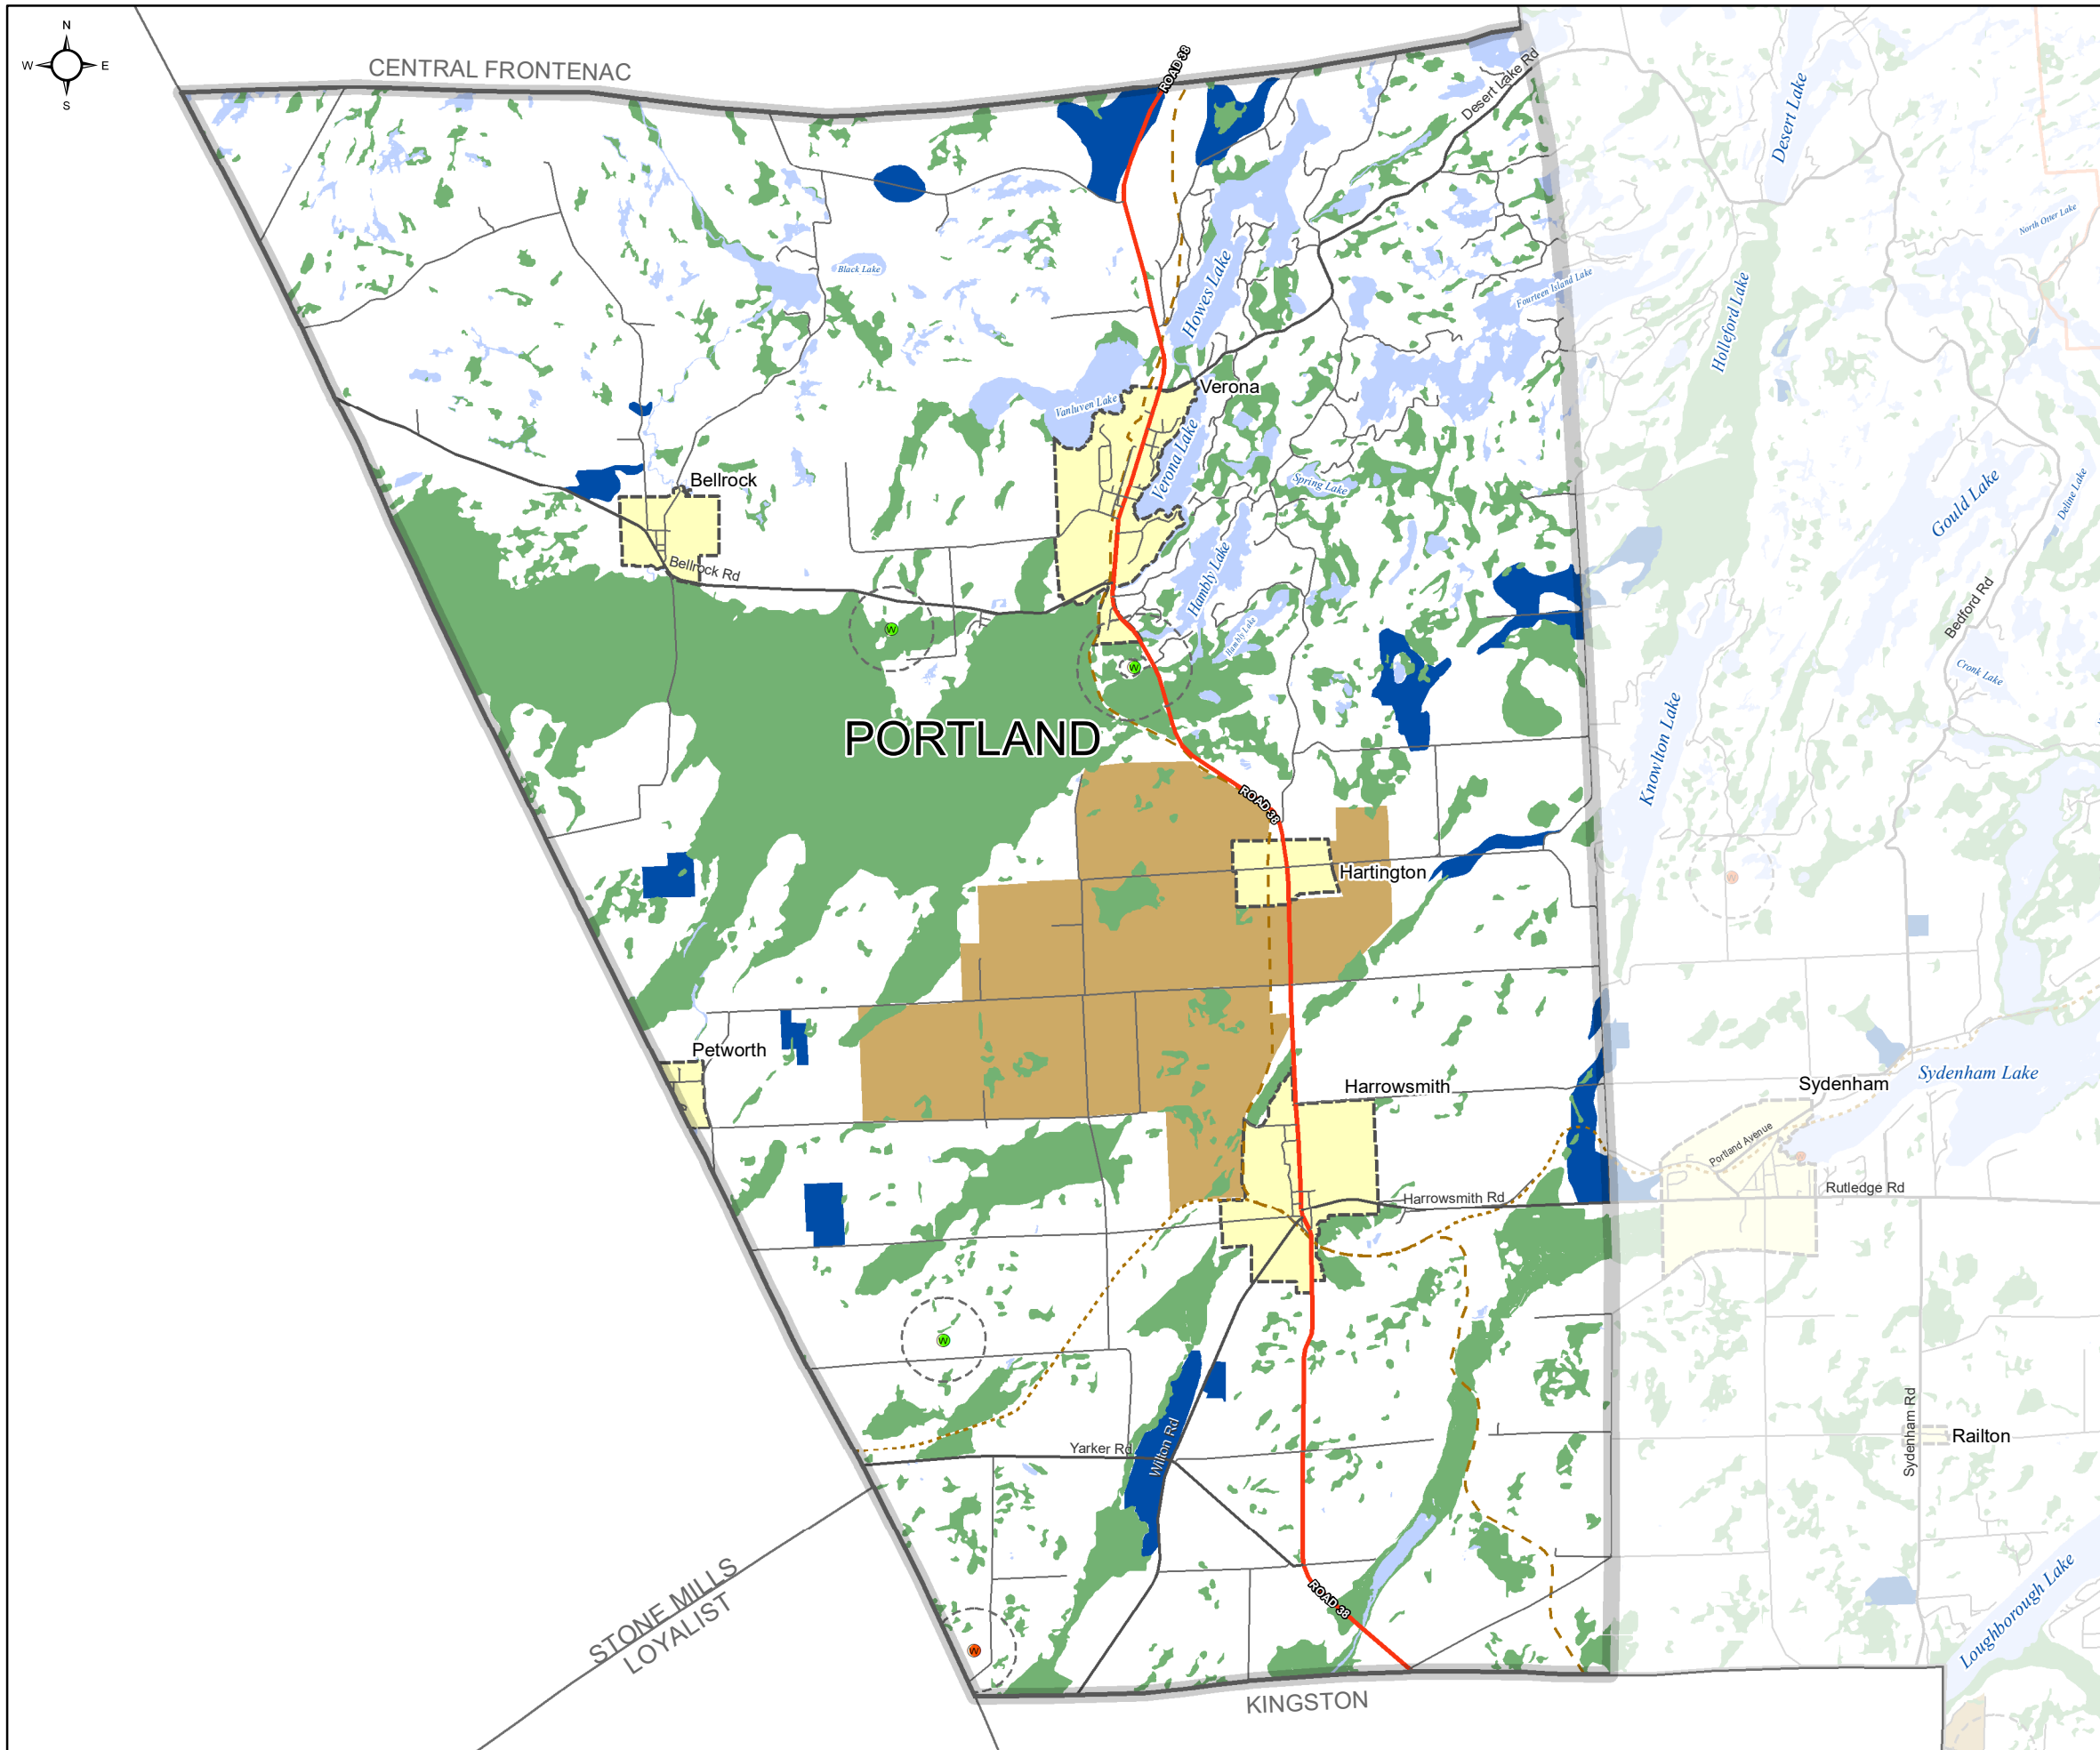 N
W
E
S
CENTRAL FRONTENAC
ROAD 38
Desert Lake Rd
Desert Lake
North Otter Lake
Black Lake
Howes Lake
Fourteen Island Lake
Holleford Lake
Verona
Vanluven Lake
Verona Lake
Bellrock
Spring Lake
Gould Lake
Deline Lake
Bellrock Rd
Hambly Lake
Hambly Lake
Bedford Rd
W
W
Cronk Lake
PORTLAND
Knowlton Lake
ROAD 38
Hartington
W
Petworth
Harrowsmith
Sydenham
Sydenham Lake
Portland Avenue
Harrowsmith Rd
Rutledge Rd
W
Yarker Rd
Wilton Rd
Sydenham Rd
Railton
STONE MILLS
LOYALIST
ROAD 38
W
Loughborough Lake
KINGSTON